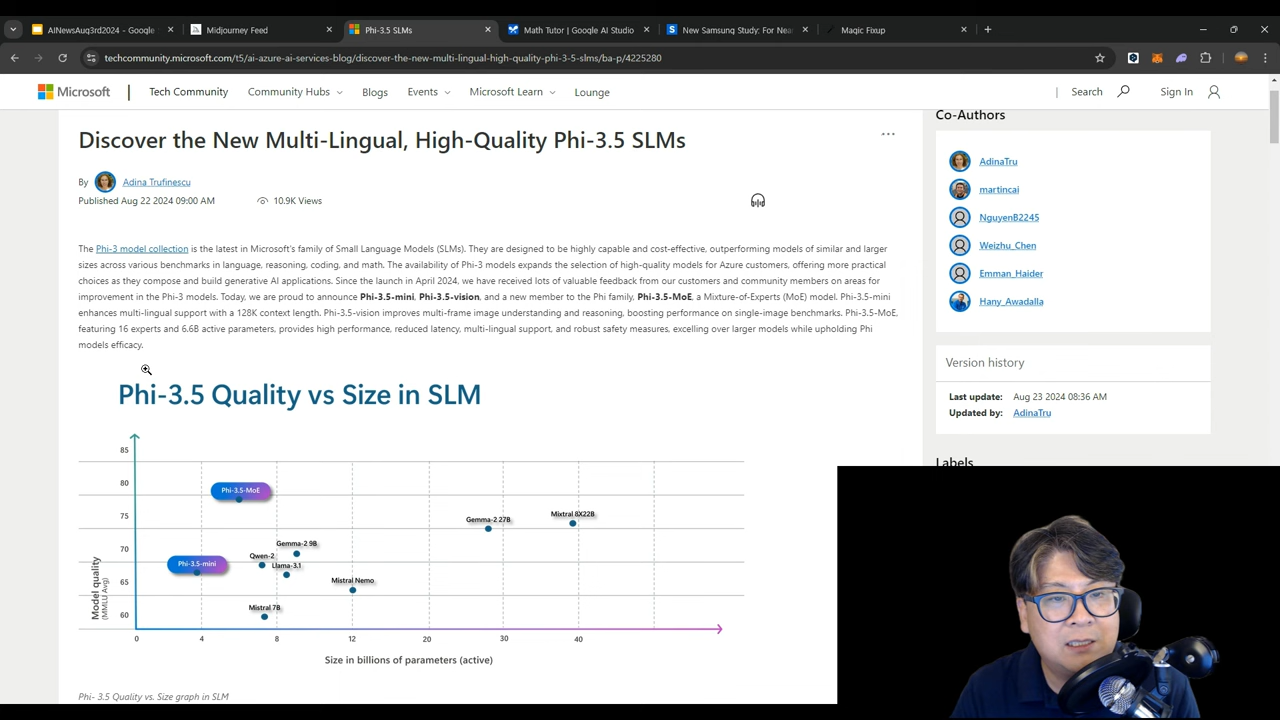 AINewsAug3rd2024 - Google
Midjourney Feed
Phi-3.5 SLMs
Math Tutor | Google AI Studio
New Samsung Study: For Near
Magic Fixup
techcommunity.microsoft.com/t5/ai-azure-ai-services-blog/discover-the-new-multi-lingual-high-quality-phi-3-5-slms/ba-p/4225280
Microsoft
Tech Community
Community Hubs
Blogs
Events
Microsoft Learn
Lounge
Search
Sign In
Discover the New Multi-Lingual, High-Quality Phi-3.5 SLMs
By Adina Trufinescu
Published Aug 22 2024 09:00 AM
10.9K Views
The Phi-3 model collection is the latest in Microsoft's family of Small Language Models (SLMs). They are designed to be highly capable and cost-effective, outperforming models of similar and larger
sizes across various benchmarks in language, reasoning, coding, and math. The availability of Phi-3 models expands the selection of high-quality models for Azure customers, offering more practical
choices as they compose and build generative AI applications. Since the launch in April 2024, we have received lots of valuable feedback from our customers and community members on areas for
improvement in the Phi-3 models. Today, we are proud to announce Phi-3.5-mini, Phi-3.5-vision, and a new member to the Phi family, Phi-3.5-MoE, a Mixture-of-Experts (MoE) model. Phi-3.5-mini
enhances multi-lingual support with a 128K context length. Phi-3.5-vision improves multi-frame image understanding and reasoning, boosting performance on single-image benchmarks. Phi-3.5-MoE,
featuring 16 experts and 6.6B active parameters, provides high performance, reduced latency, multi-lingual support, and robust safety measures, excelling over larger models while upholding Phi
models efficacy.
Phi-3.5 Quality vs Size in SLM
85
80
75
70
65
60
Model quality
(MMLU Avg)
Phi-3.5-MoE
Gemma-2 27B
Mixtral 8X22B
Gemma-2 9B
Qwen-2
Phi-3.5-mini
Llama-3.1
Mistral Nemo
Mistral 7B
0
4
8
12
20
30
40
Size in billions of parameters (active)
Phi- 3.5 Quality vs. Size graph in SLM
Co-Authors
AdinaTru
martincai
NguyenB2245
Weizhu_Chen
Emman_Haider
Hany_Awadalla
Version history
Last update: Aug 23 2024 08:36 AM
Updated by: AdinaTru
Labels